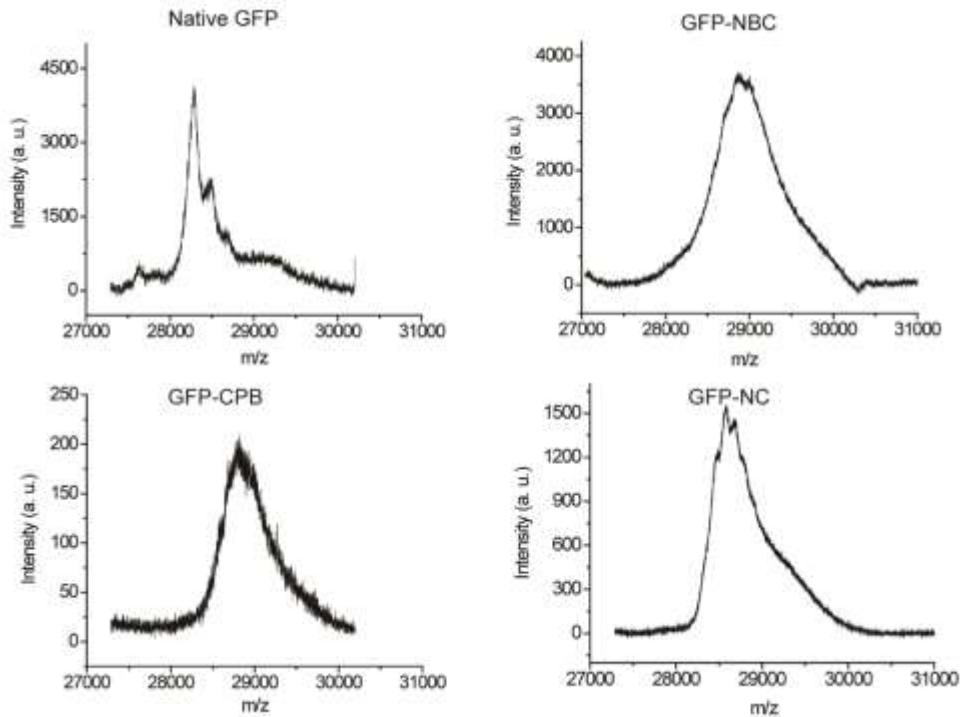 Native GFP
4500
3000
1500
0
Intensity (a. u.)
27000 28000 29000 30000 31000
m/z
GFP-NBC
4000
3000
2000
1000
0
Intensity (a. u.)
27000 28000 29000 30000 31000
m/z
GFP-CPB
250
200
150
100
50
0
Intensity (a. u.)
27000 28000 29000 30000 31000
m/z
GFP-NC
1500
1200
900
600
300
0
Intensity (a. u.)
27000 28000 29000 30000 31000
m/z